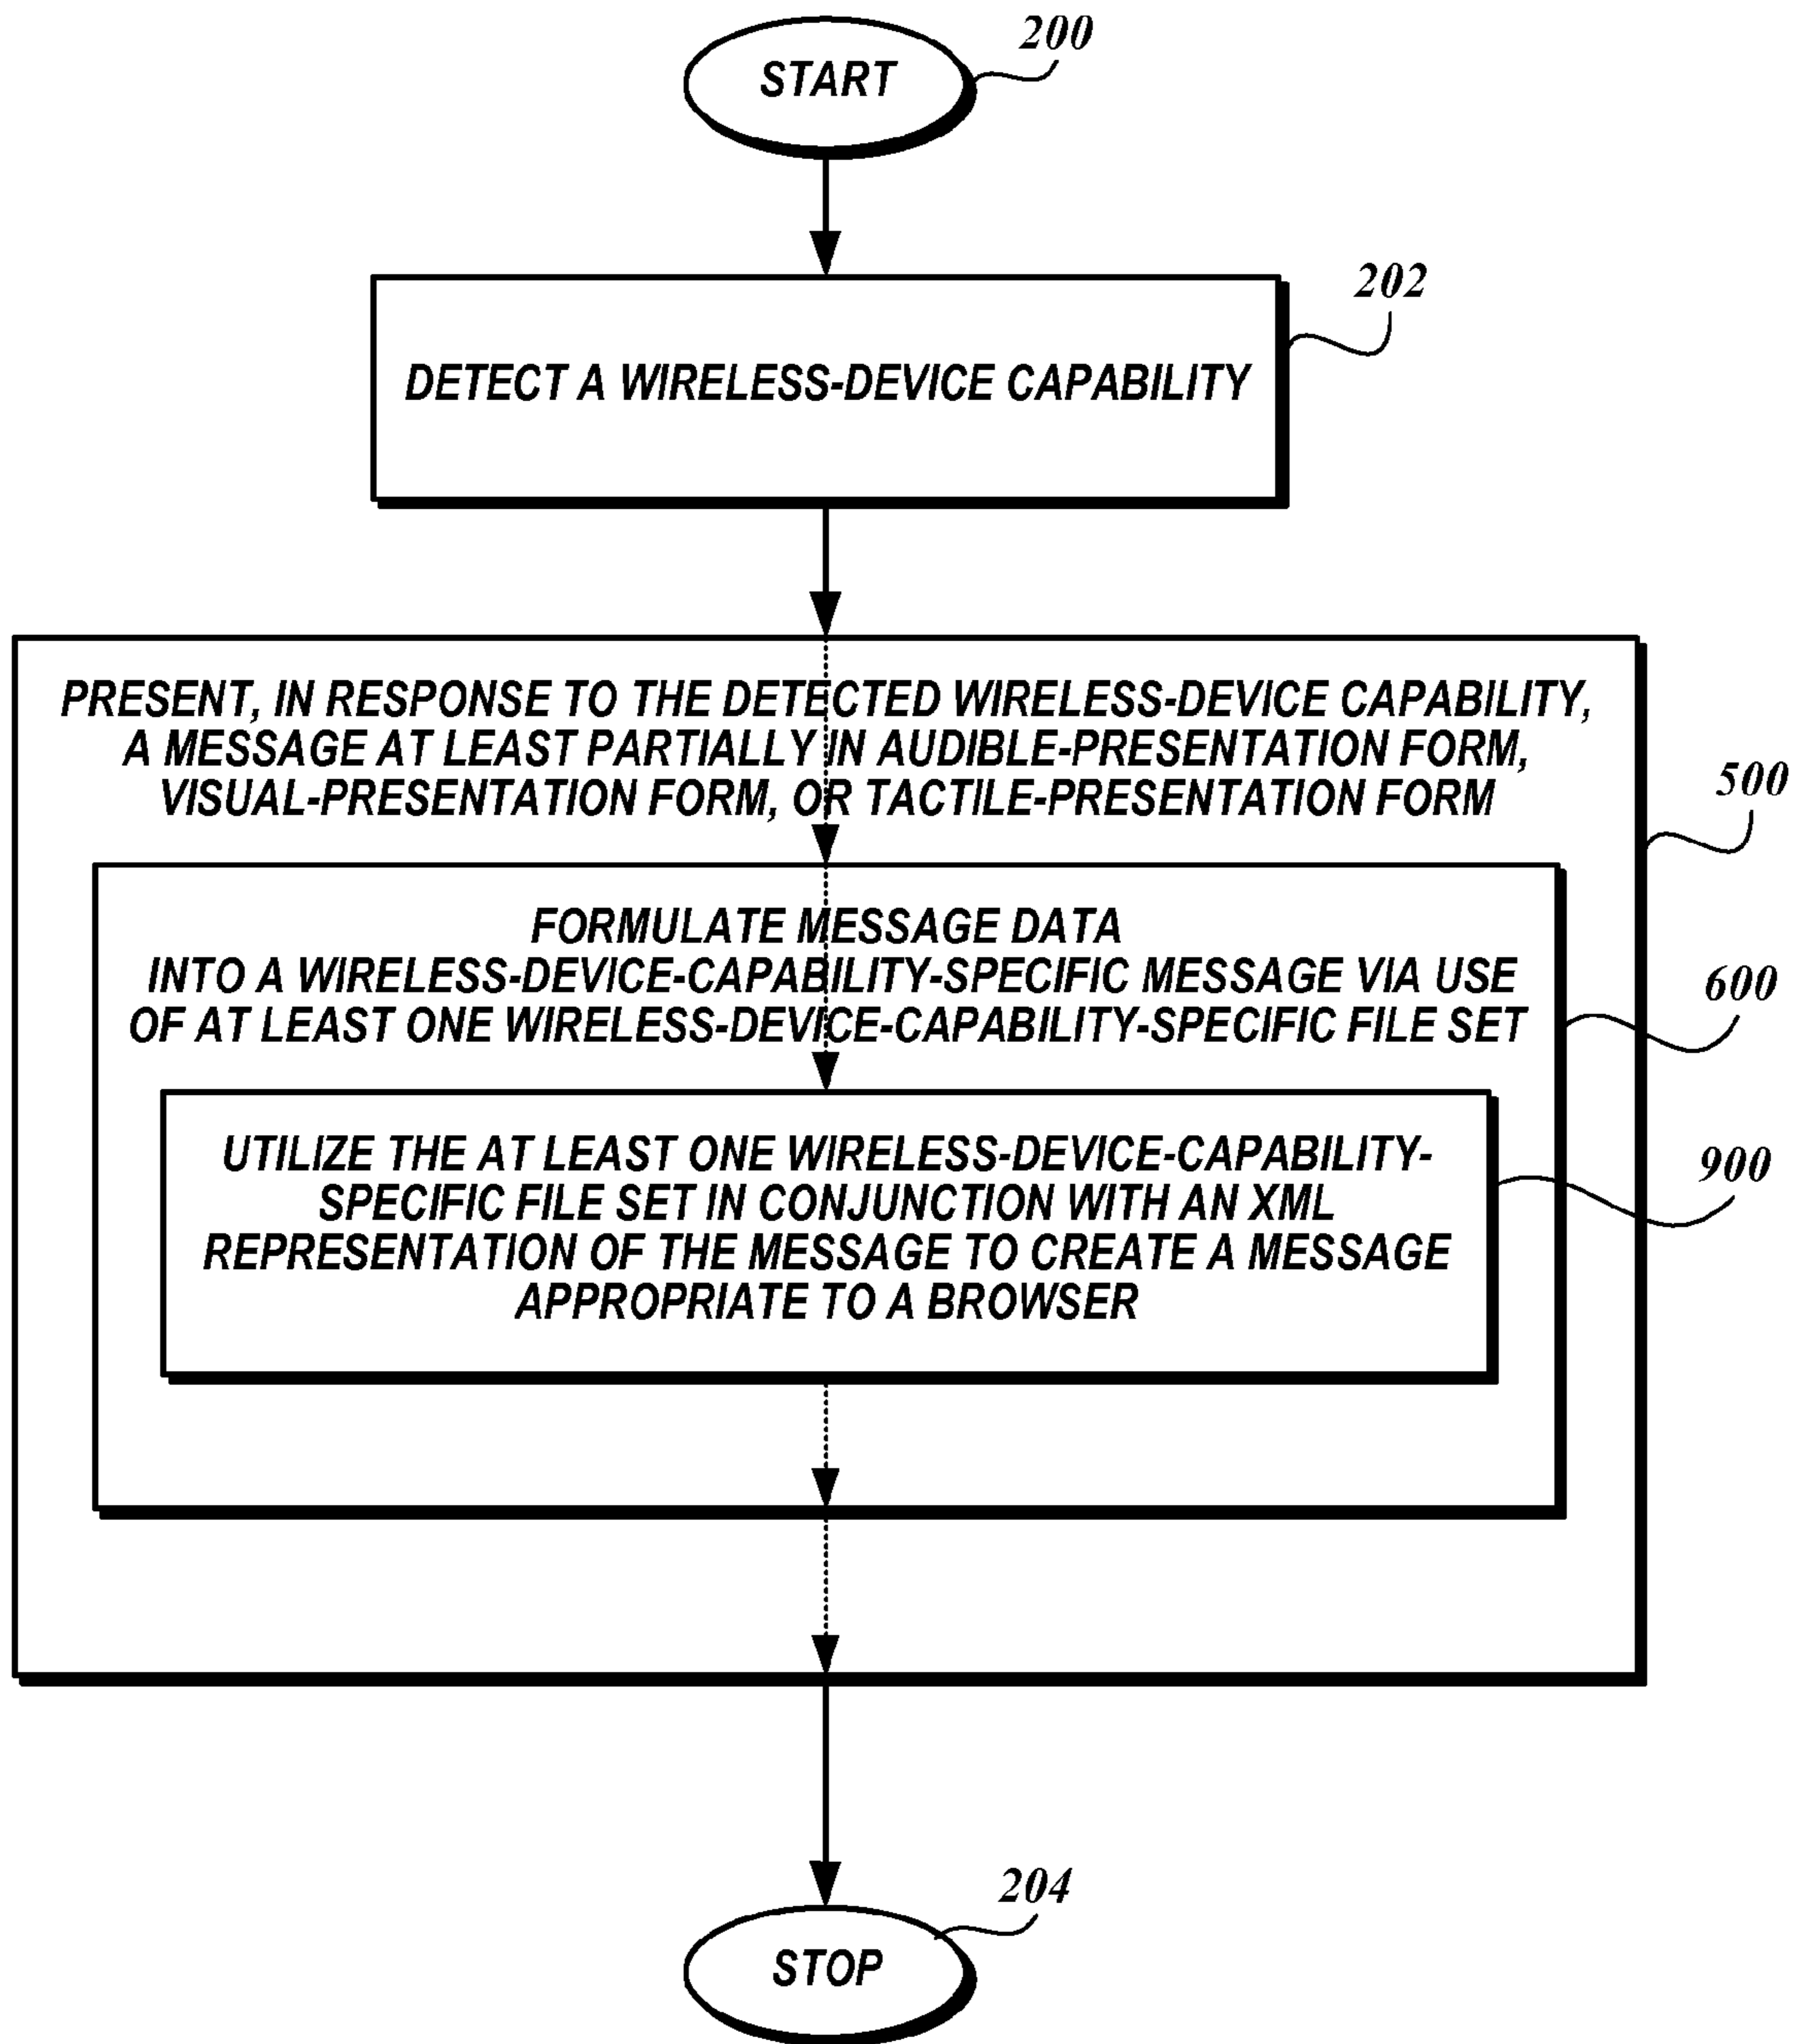 200
START
202
DETECT A WIRELESS-DEVICE CAPABILITY
PRESENT, IN RESPONSE TO THE DETECTED WIRELESS-DEVICE CAPABILITY,
A MESSAGE AT LEAST PARTIALLY IN AUDIBLE-PRESENTATION FORM,
VISUAL-PRESENTATION FORM, OR TACTILE-PRESENTATION FORM
500
FORMULATE MESSAGE DATA
INTO A WIRELESS-DEVICE-CAPABILITY-SPECIFIC MESSAGE VIA USE
OF AT LEAST ONE WIRELESS-DEVICE-CAPABILITY-SPECIFIC FILE SET
600
UTILIZE THE AT LEAST ONE WIRELESS-DEVICE-CAPABILITY-
SPECIFIC FILE SET IN CONJUNCTION WITH AN XML
REPRESENTATION OF THE MESSAGE TO CREATE A MESSAGE
APPROPRIATE TO A BROWSER
900
204
STOP